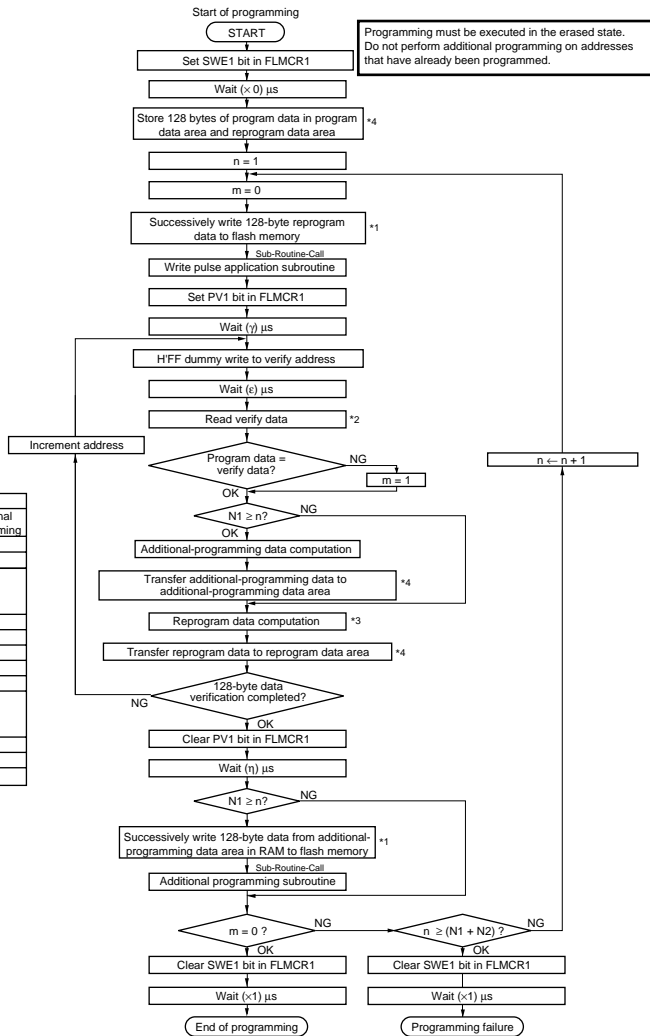 Start of programming
START
Programming must be executed in the erased state.
Do not perform additional programming on addresses
that have already been programmed.
Set SWE1 bit in FLMCR1
Wait (× 0) µs
Store 128 bytes of program data in program
data area and reprogram data area
*4
n = 1
m = 0
Successively write 128-byte reprogram
data to flash memory
*1
Sub-Routine-Call
Write pulse application subroutine
Set PV1 bit in FLMCR1
Wait (γ) µs
H'FF dummy write to verify address
Wait (ε) µs
Read verify data
*2
Increment address
Program data =
verify data?
NG
m = 1
OK
n ← n + 1
N1 ≥ n?
NG
OK
Additional-programming data computation
Transfer additional-programming data to
additional-programming data area
*4
Reprogram data computation
*3
Transfer reprogram data to reprogram data area
*4
128-byte data
verification completed?
NG
OK
Clear PV1 bit in FLMCR1
Wait (η) µs
N1 ≥ n?
NG
Successively write 128-byte data from additional-
programming data area in RAM to flash memory
*1
Sub-Routine-Call
Additional programming subroutine
m = 0 ?
NG
n ≥ (N1 + N2) ?
NG
OK
OK
Clear SWE1 bit in FLMCR1
Clear SWE1 bit in FLMCR1
Wait (×1) µs
Wait (×1) µs
End of programming
Programming failure